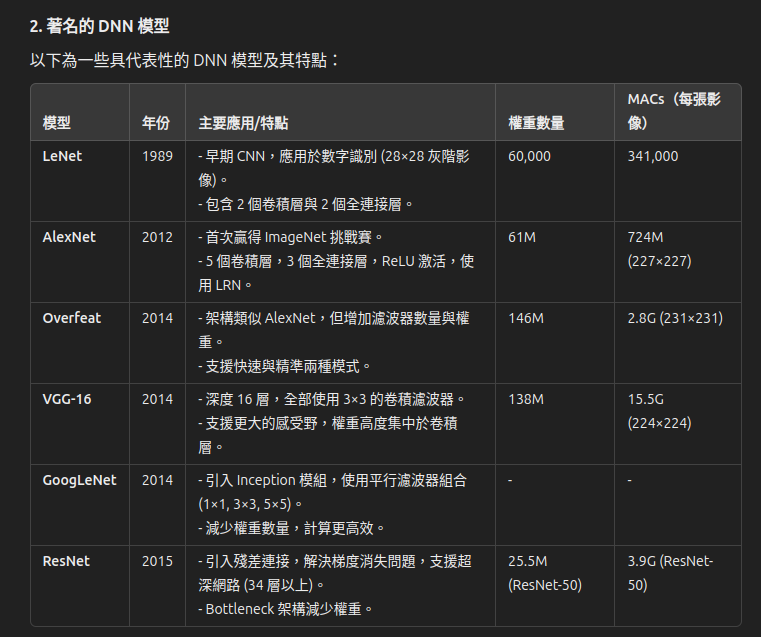 2. 著名的 DNN 模型
以下為一些具代表性的 DNN 模型及其特點：
模型 年份 主要應用/特點 權重數量 MACs（每張影
像）
LeNet 1989 - 早期 CNN，應用於數字識別 (28×28 灰階影 60,000 341,000
像)。
- 包含 2 個卷積層與 2 個全連接層。
AlexNet 2012 - 首次贏得 ImageNet 挑戰賽。 61M 724M
- 5 個卷積層，3 個全連接層，ReLU 激活，使 (227×227)
用 LRN。
Overfeat 2014 - 架構類似 AlexNet，但增加濾波器數量與權 146M 2.8G (231×231)
重。
- 支援快速與精準兩種模式。
VGG-16 2014 - 深度 16 層，全部使用 3×3 的卷積濾波器。 138M 15.5G
- 支援更大的感受野，權重高度集中於卷積 (224×224)
層。
GoogLeNet 2014 - 引入 Inception 模組，使用平行濾波器組合 - -
(1×1, 3×3, 5×5)。
- 減少權重數量，計算更高效。
ResNet 2015 - 引入殘差連接，解決梯度消失問題，支援超 25.5M 3.9G (ResNet-
深網路 (34 層以上)。 (ResNet-50) 50)
- Bottleneck 架構減少權重。